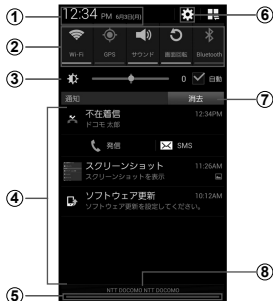 ① 12:34 PM 6月3日(月) ⑥
② Wi-Fi GPS サウンド 画面回転 Bluetooth
③ 0 自動
通知 消去 ⑦
④ 不在着信 12:34PM
ドコモ 太郎
発信 SMS
スクリーンショット 11:26AM
スクリーンショットを表示
ソフトウェア更新 10:12AM
ソフトウェア更新を設定してください。
⑧
NTT DOCOMO NTT DOCOMO
⑤